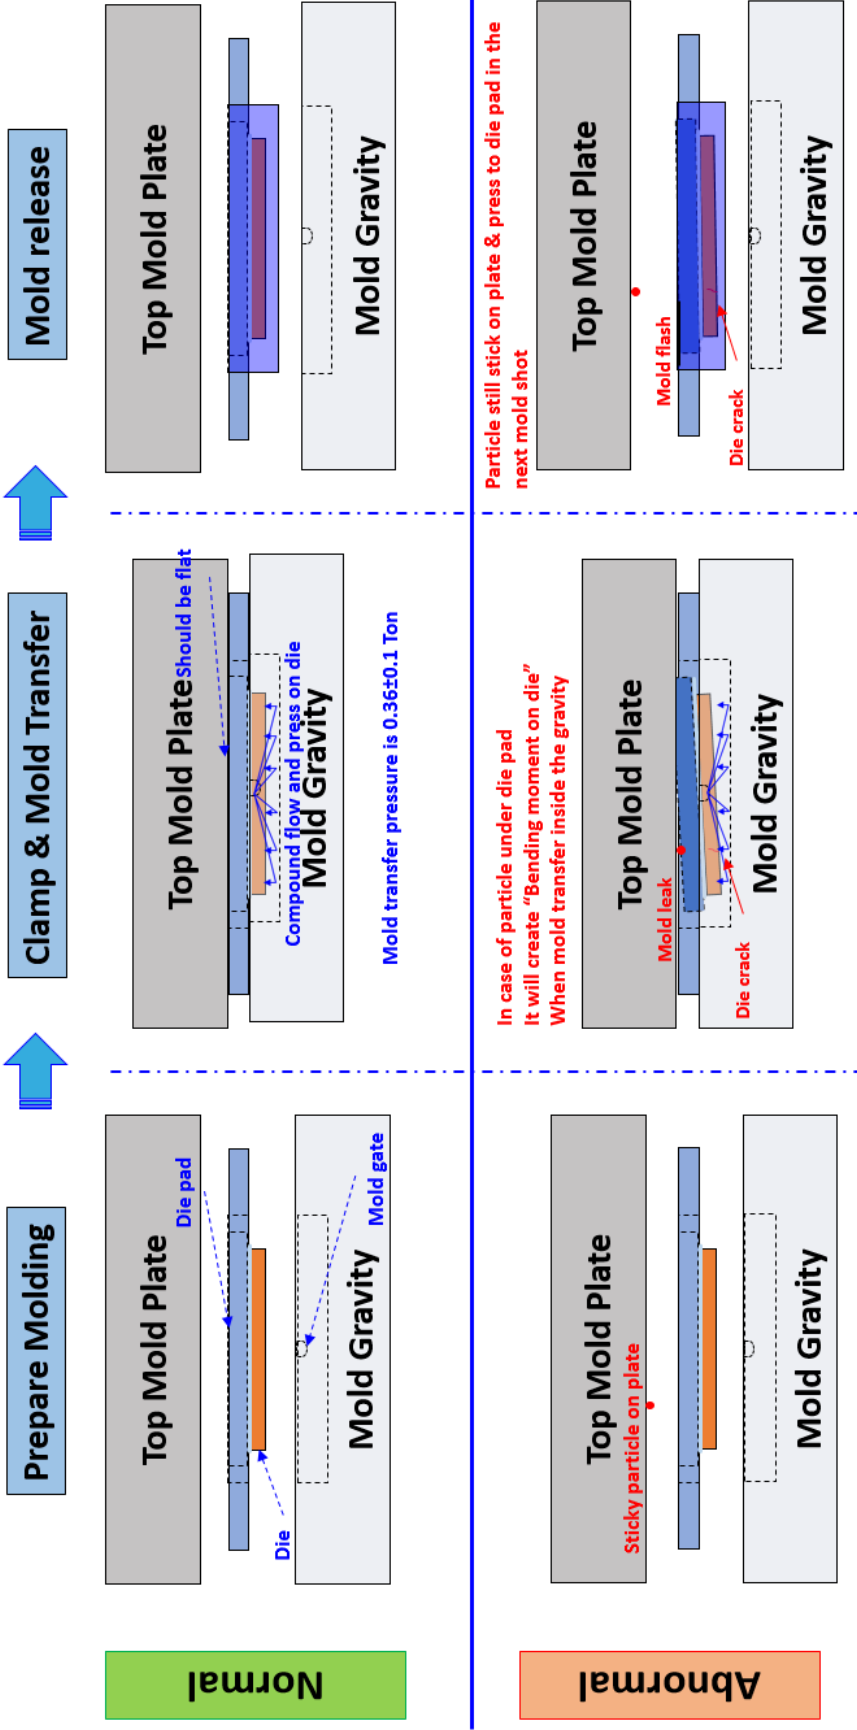 Prepare Molding
Clamp & Mold Transfer
Mold release
Normal
Top Mold Plate
Die pad
Die
Mold gate
Mold Gravity
Top Mold Plate
Should be flat
Compound flow and press on die
Mold Gravity
Mold transfer pressure is 0.36±0.1 Ton
Top Mold Plate
Mold Gravity
Abnormal
Top Mold Plate
Sticky particle on plate
Mold Gravity
In case of particle under die pad
It will create “Bending moment on die”
When mold transfer inside the gravity
Top Mold Plate
Mold leak
Die crack
Mold Gravity
Particle still stick on plate & press to die pad in the
next mold shot
Top Mold Plate
Mold flash
Die crack
Mold Gravity